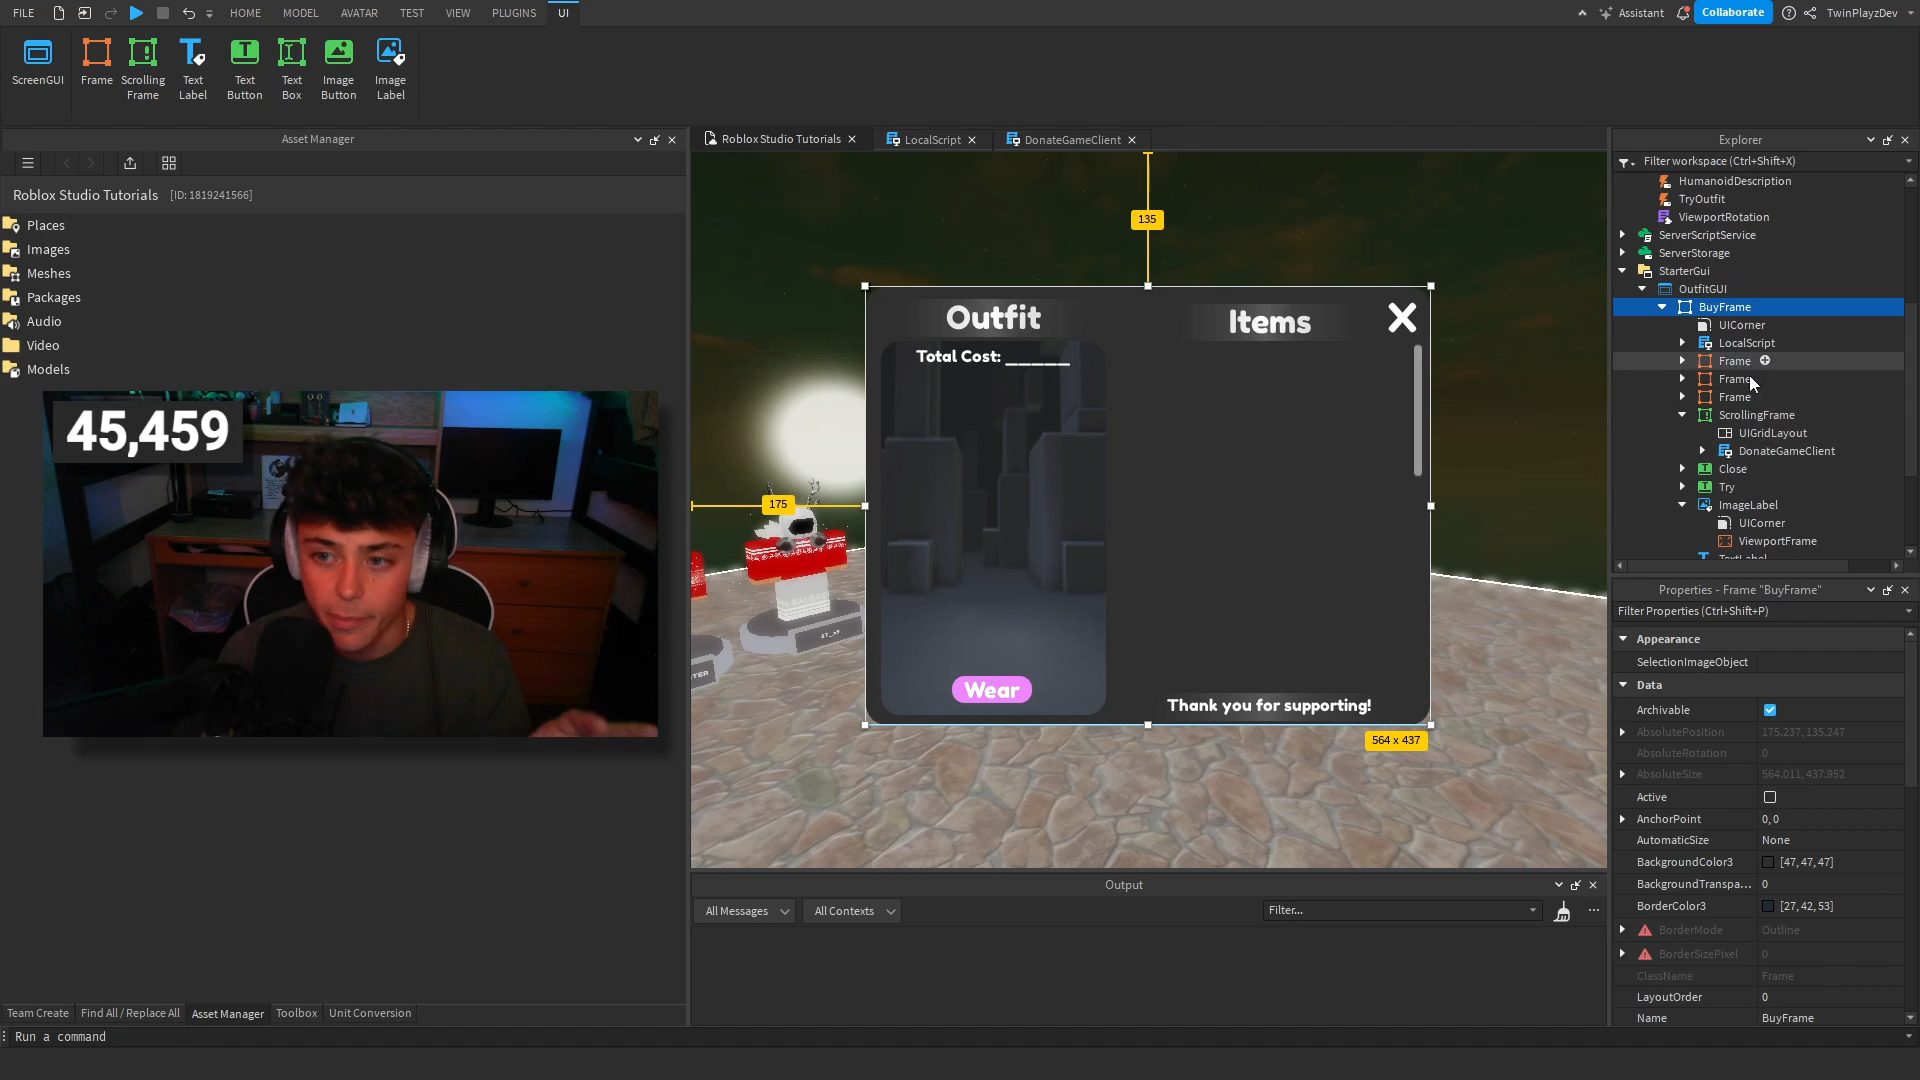 FILE
HOME
MODEL
AVATAR
TEST
VIEW
PLUGINS
UI
Assistant
Collaborate
TwinPlayzDev
ScreenGUI
Frame
Scrolling
Frame
Text
Label
Text
Button
Text
Box
Image
Button
Image
Label
Asset Manager
Roblox Studio Tutorials [ID: 1819241566]
Places
Images
Meshes
Packages
Audio
Video
Models
45,459
Team Create
Find All / Replace All
Asset Manager
Toolbox
Unit Conversion
Run a command
Roblox Studio Tutorials
LocalScript
DonateGameClient
135
175
Outfit
Items
Total Cost: ______
Wear
Thank you for supporting!
564 x 437
Output
All Messages
All Contexts
Filter...
Explorer
Filter workspace (Ctrl+Shift+X)
HumanoidDescription
TryOutfit
ViewportRotation
ServerScriptService
ServerStorage
StarterGui
OutfitGUI
BuyFrame
UICorner
LocalScript
Frame
Frame
Frame
ScrollingFrame
UIGridLayout
DonateGameClient
Close
Try
ImageLabel
UICorner
ViewportFrame
TextLabel
Properties - Frame "BuyFrame"
Filter Properties (Ctrl+Shift+P)
Appearance
SelectionImageObject
Data
Archivable
AbsolutePosition 175.237, 135.247
AbsoluteRotation 0
AbsoluteSize 564.011, 437.952
Active
AnchorPoint 0, 0
AutomaticSize None
BackgroundColor3 [47, 47, 47]
BackgroundTranspa... 0
BorderColor3 [27, 42, 53]
BorderMode Outline
BorderSizePixel 0
ClassName Frame
LayoutOrder 0
Name BuyFrame